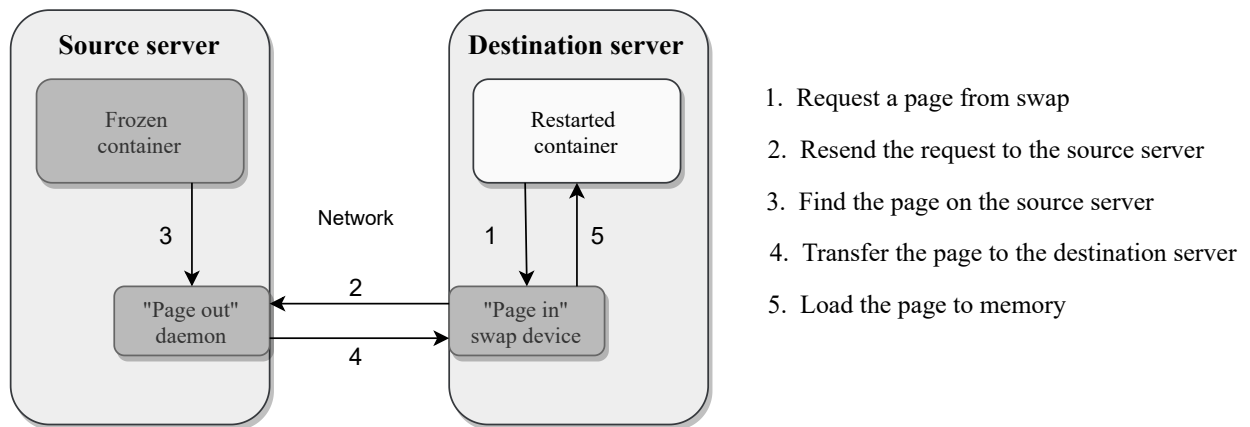 Source server
Frozen
container
3
"Page out"
daemon
Network
2
4
Destination server
Restarted
container
1
5
"Page in"
swap device
1. Request a page from swap
2. Resend the request to the source server
3. Find the page on the source server
4. Transfer the page to the destination server
5. Load the page to memory